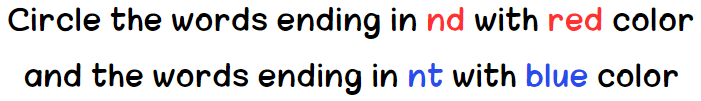 Circle the words ending in nd with red color
and the words ending in nt with blue color